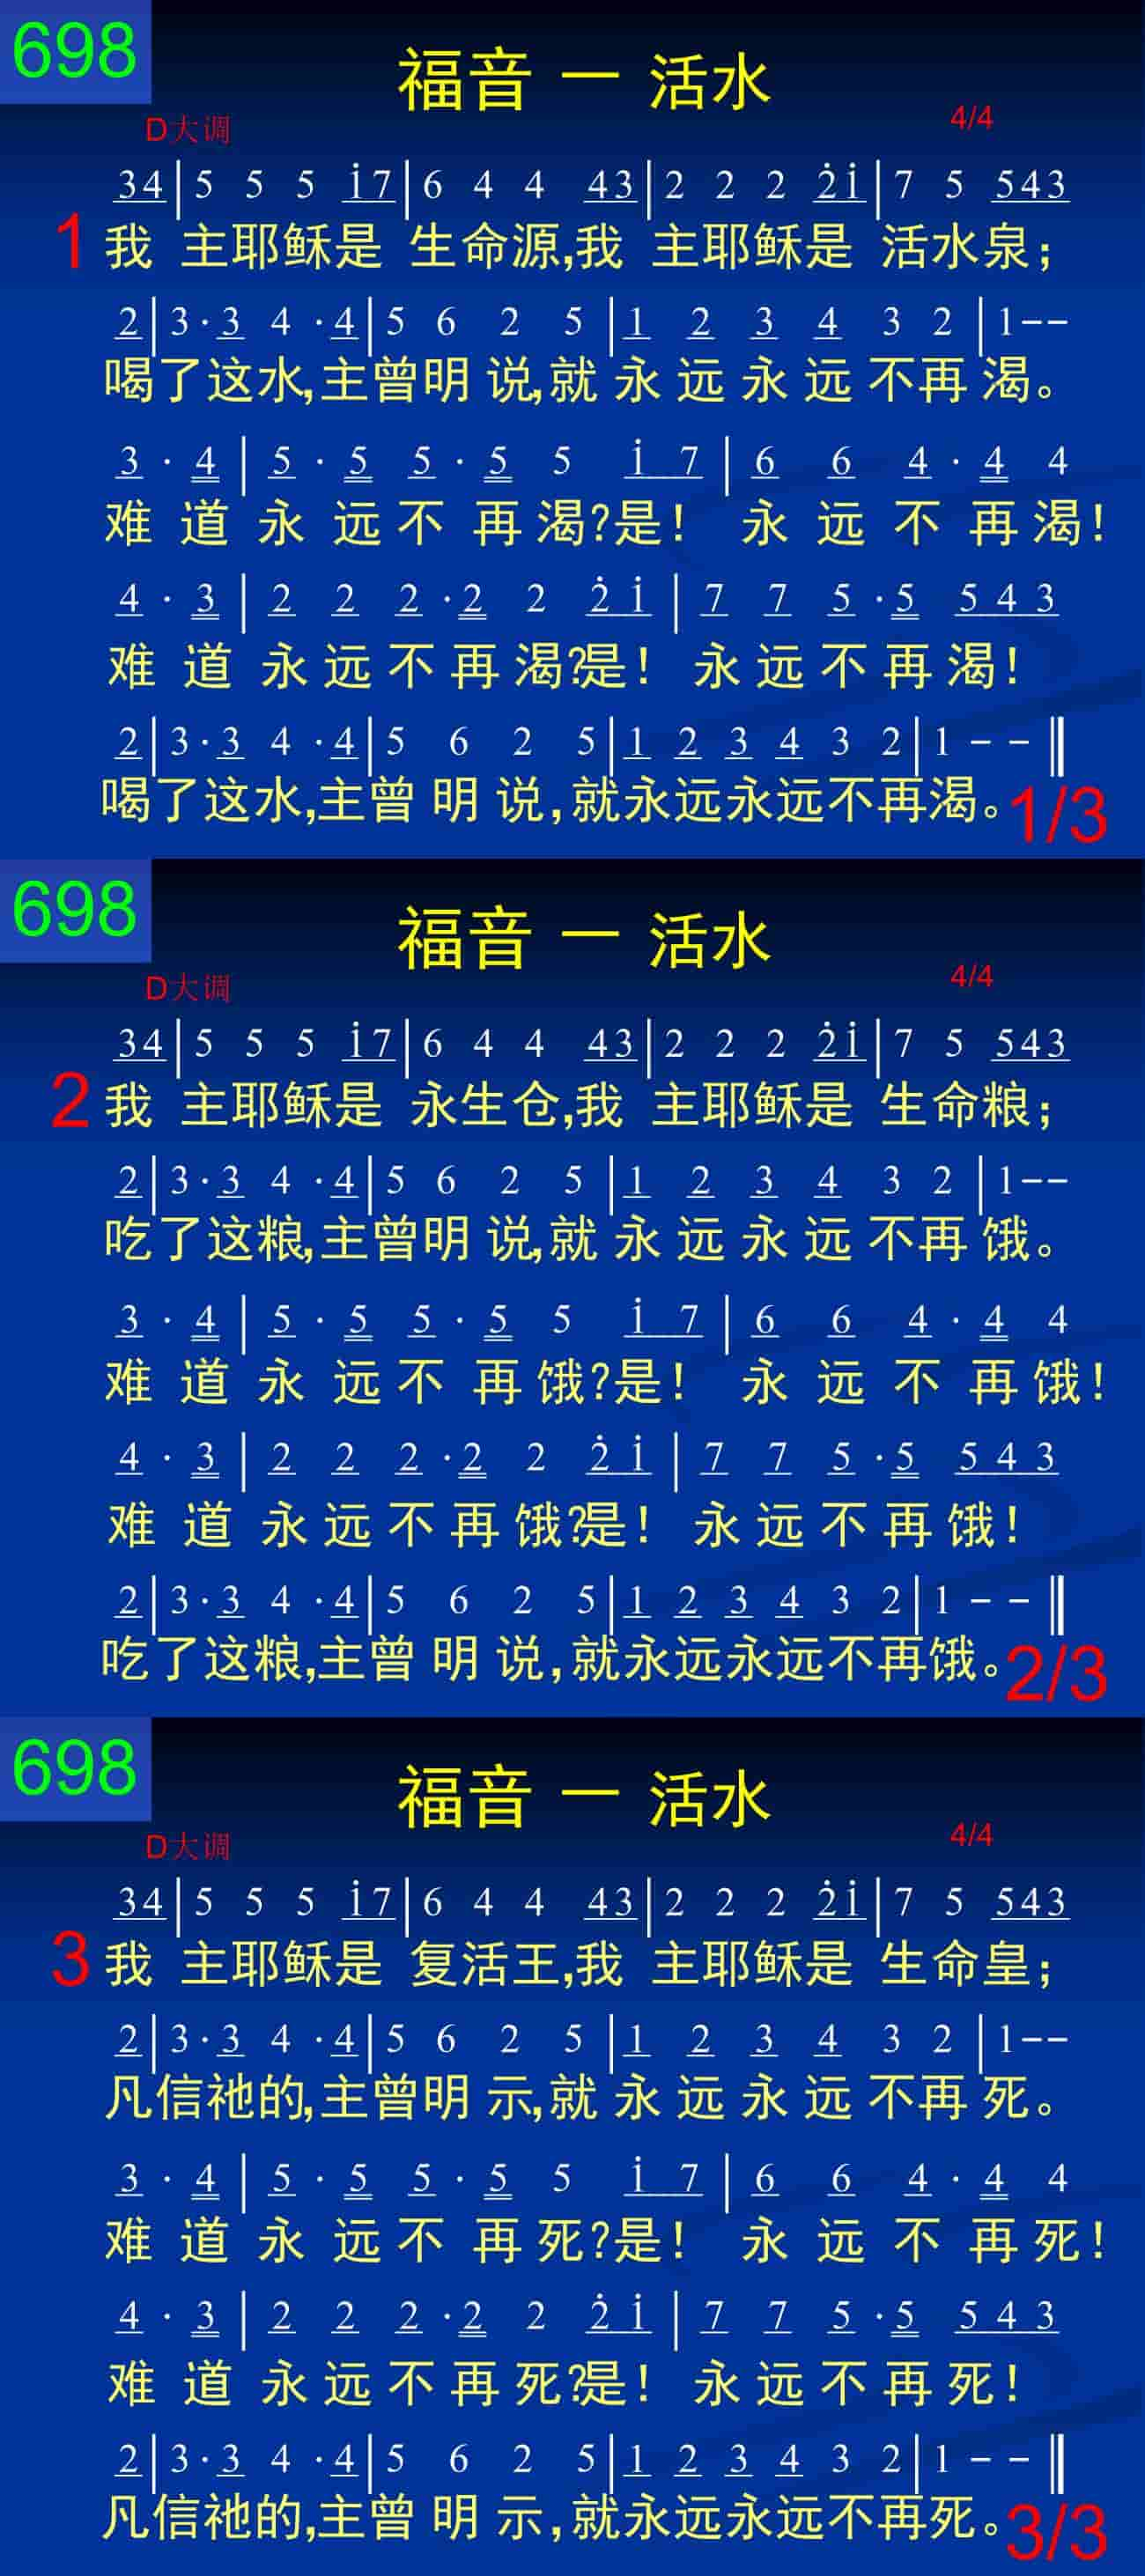 698
福音 — 活水
D大调
4/4
34|5 5 5 i̲7|6 4 4 43|2 2 2 2̇i|7 5 543
1 我 主耶稣是 生命源,我 主耶稣是 活水泉;
2|3·3 4 ·4|5 6 2 5|1 2 3 4 3 2|1--
喝了这水,主曾明 说,就 永 远 永 远 不再 渴。
3 · 4 | 5 · 5 5 · 5 5 i 7 | 6 6 4 · 4 4
难 道 永 远 不 再 渴?是! 永 远 不 再 渴!
4 · 3 | 2 2 2 ·2 2 2̇ i | 7 7 5 ·5 5 4 3
难 道 永 远 不 再 渴?是! 永 远 不 再 渴!
2|3·3 4 ·4|5 6 2 5|1 2 3 4 3 2|1 - - ‖
喝了这水,主曾 明 说,就永远永远不再渴。
1/3
698
福音 — 活水
D大调
4/4
34|5 5 5 i7|6 4 4 43|2 2 2 2̇i|7 5 543
2 我 主耶稣是 永生仓,我 主耶稣是 生命粮;
2|3·3 4 ·4|5 6 2 5|1 2 3 4 3 2|1--
吃了这粮,主曾明 说,就 永 远 永 远 不再 饿。
3 · 4 | 5 · 5 5 · 5 5 i 7 | 6 6 4 · 4 4
难 道 永 远 不 再 饿?是! 永 远 不 再 饿!
4 · 3 | 2 2 2 ·2 2 2̇ i | 7 7 5 ·5 5 4 3
难 道 永 远 不 再 饿?是! 永 远 不 再 饿!
2|3·3 4 ·4|5 6 2 5|1 2 3 4 3 2|1 - - ‖
吃了这粮,主曾 明 说,就永远永远不再饿。
2/3
698
福音 — 活水
D大调
4/4
34|5 5 5 i7|6 4 4 43|2 2 2 2̇i|7 5 543
3 我 主耶稣是 复活王,我 主耶稣是 生命皇;
2|3·3 4 ·4|5 6 2 5|1 2 3 4 3 2|1--
凡信祂的,主曾明 示,就 永 远 永 远 不再 死。
3 · 4 | 5 · 5 5 · 5 5 i 7 | 6 6 4 · 4 4
难 道 永 远 不 再 死?是! 永 远 不 再 死!
4 · 3 | 2 2 2 ·2 2 2̇ i | 7 7 5 ·5 5 4 3
难 道 永 远 不 再 死?是! 永 远 不 再 死!
2|3·3 4 ·4|5 6 2 5|1 2 3 4 3 2|1 - - ‖
凡信祂的,主曾 明 示,就永远永远不再死。
3/3